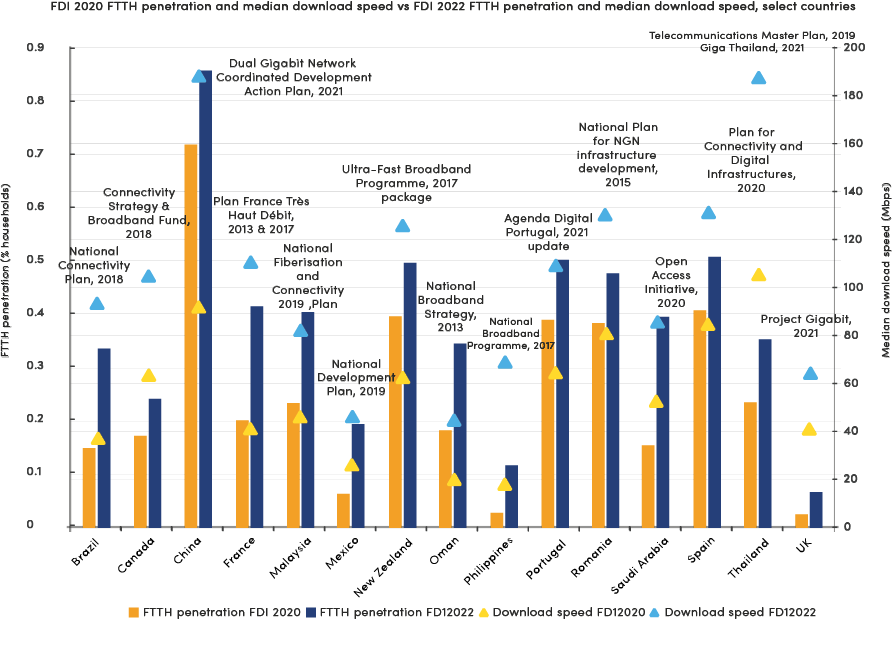 FDI 2020 FTTH penetration and median download speed vs FDI 2022 FTTH penetration and median download speed, select countries
Telecommunications Master Plan, 2019
Giga Thailand, 2021
FTTH penetration (% households)
0.9
0.8
0.7
0.6
0.5
0.4
0.3
0.2
0.1
0
Median download speed (Mbps)
200
180
160
140
120
100
80
60
40
20
0
National
Connectivity
Plan, 2018
Connectivity
Strategy &
Broadband Fund,
2018
Dual Gigabit Network
Coordinated Development
Action Plan, 2021
Plan France Très
Haut Débit,
2013 & 2017
National
Fiberisation
and
Connectivity
2019 ,Plan
National
Development
Plan, 2019
Ultra-Fast Broadband
Programme, 2017
package
National
Broadband
Strategy,
2013
National
Broadband
Programme, 2017
Agenda Digital
Portugal, 2021
update
National Plan
for NGN
infrastructure
development,
2015
Open
Access
Initiative,
2020
Plan for
Connectivity and
Digital
Infrastructures,
2020
Project Gigabit,
2021
Brazil
Canada
China
France
Malaysia
Mexico
New Zealand
Oman
Philippines
Portugal
Romania
Saudi Arabia
Spain
Thailand
UK
FTTH penetration FDI 2020
FTTH penetration FD12022
Download speed FD12020
Download speed FD12022